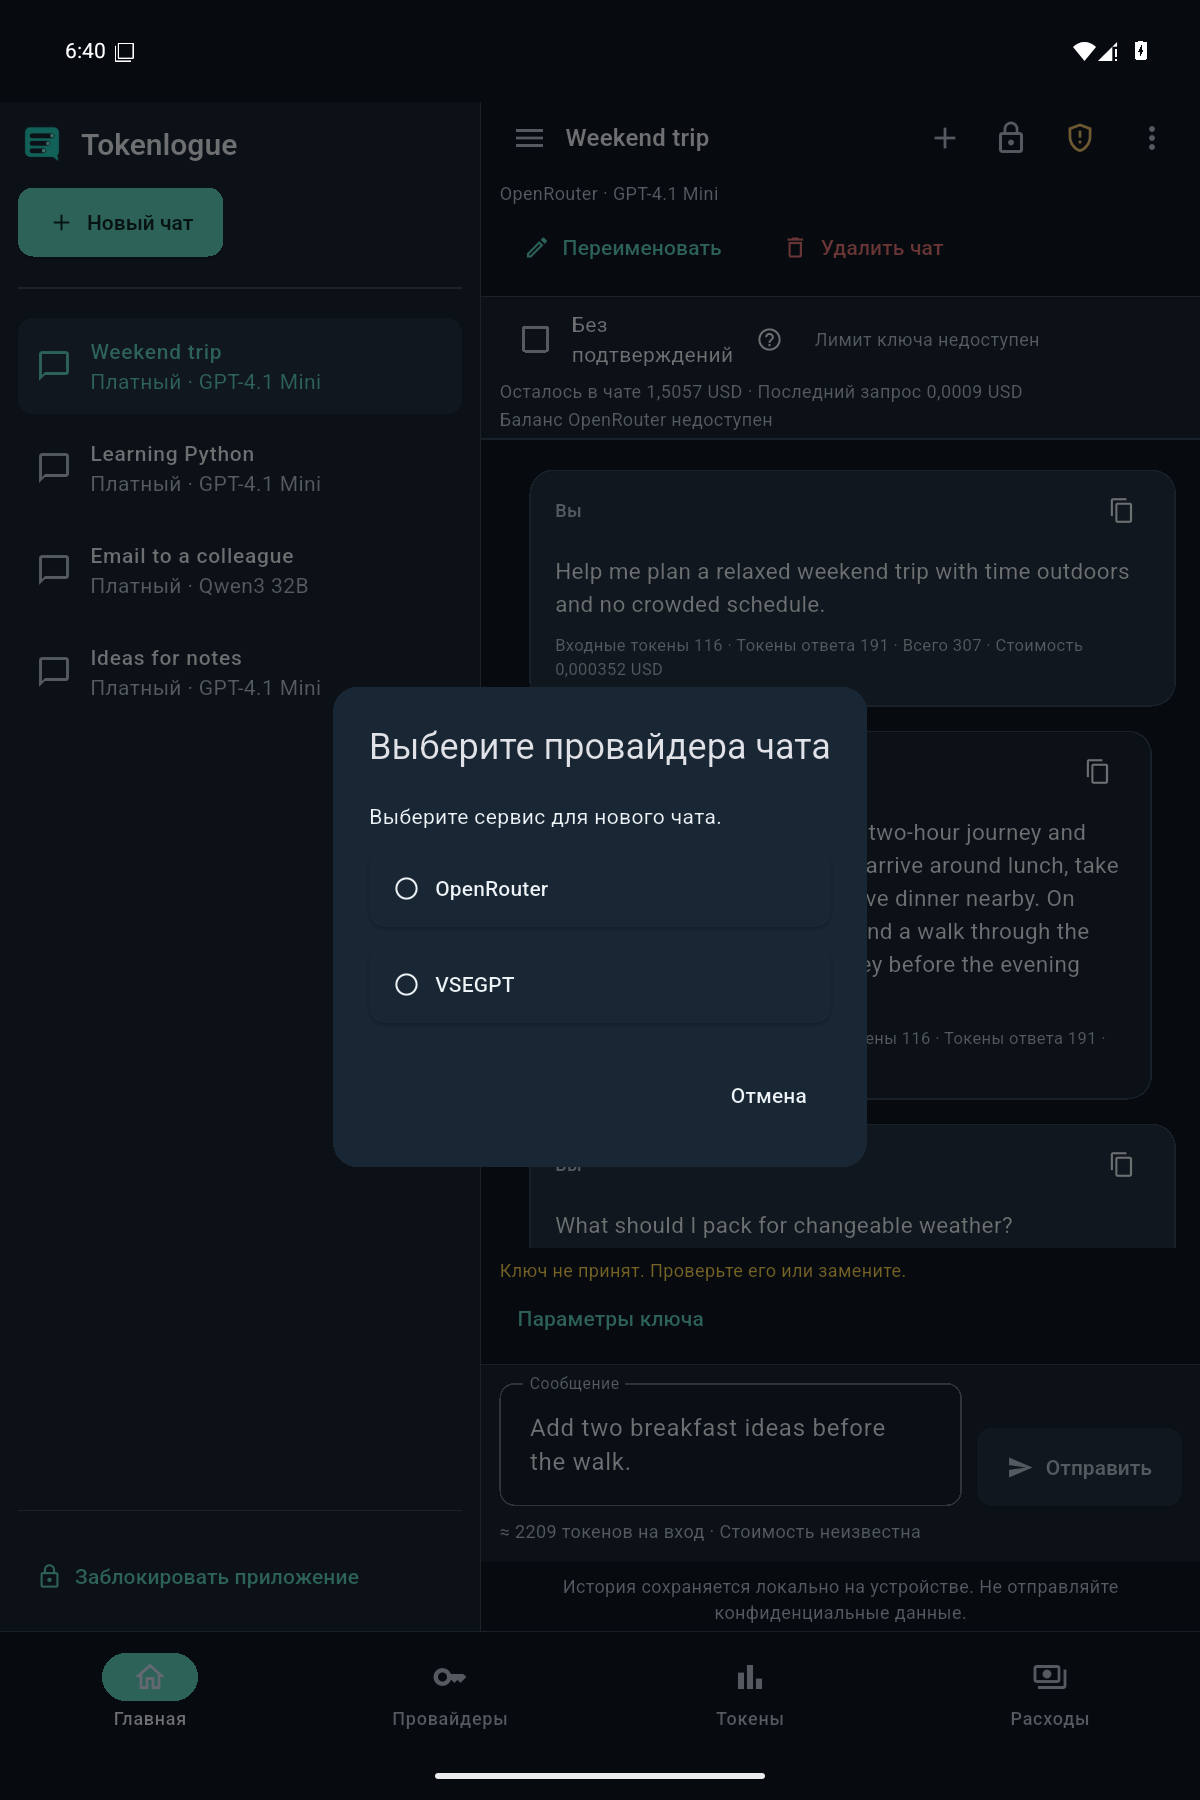 6:40
Tokenlogue
Новый чат
Weekend trip
Платный · GPT-4.1 Mini
Learning Python
Платный · GPT-4.1 Mini
Email to a colleague
Платный · Qwen3 32B
Ideas for notes
Платный · GPT-4.1 Mini
Заблокировать приложение
Weekend trip
OpenRouter · GPT-4.1 Mini
Переименовать
Удалить чат
Без
подтверждений
Лимит ключа недоступен
Осталось в чате 1,5057 USD · Последний запрос 0,0009 USD
Баланс OpenRouter недоступен
Вы
Help me plan a relaxed weekend trip with time outdoors
and no crowded schedule.
Входные токены 116 · Токены ответа 191 · Всего 307 · Стоимость
0,000352 USD
Выберите провайдера чата
Выберите сервис для нового чата.
OpenRouter
VSEGPT
Отмена
two-hour journey and
arrive around lunch, take
dinner nearby. On
a walk through the
before the evening
116 · Токены ответа 191 ·
Вы
What should I pack for changeable weather?
Ключ не принят. Проверьте его или замените.
Параметры ключа
Сообщение
Add two breakfast ideas before
the walk.
Отправить
≈ 2209 токенов на вход · Стоимость неизвестна
История сохраняется локально на устройстве. Не отправляйте
конфиденциальные данные.
Главная
Провайдеры
Токены
Расходы